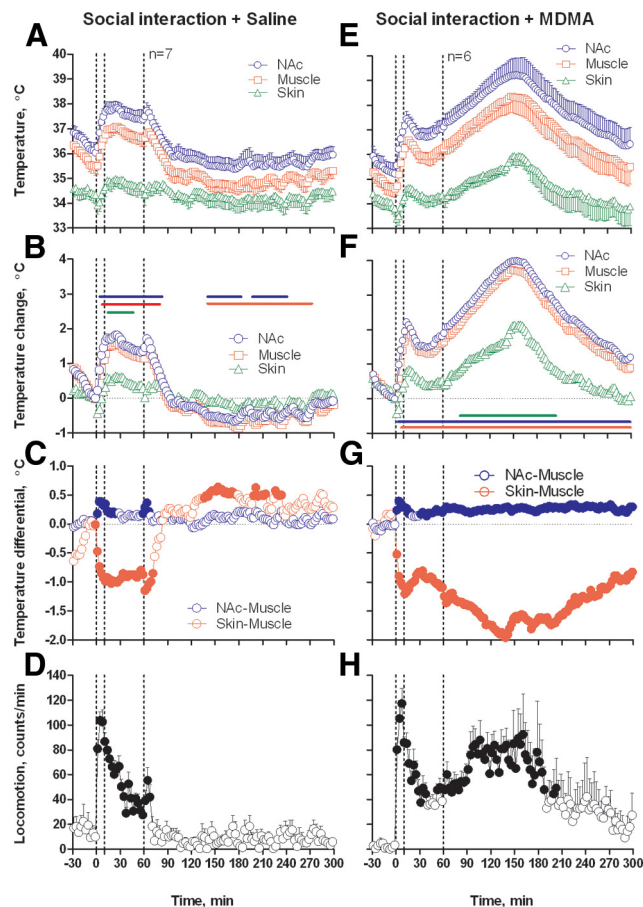 Social interaction + Saline
Social interaction + MDMA
A
n=7
NAc
Muscle
Skin
Temperature, °C
40
39
38
37
36
35
34
33
E
n=6
NAc
Muscle
Skin
B
NAc
Muscle
Skin
Temperature change, °C
4
3
2
1
0
-1
F
NAc
Muscle
Skin
C
NAc-Muscle
Skin-Muscle
Temperature differential, °C
1.0
0.5
0.0
-0.5
-1.0
-1.5
-2.0
G
NAc-Muscle
Skin-Muscle
D
Locomotion, counts/min
140
120
100
80
60
40
20
0
-30 0 30 60 90 120 150 180 210 240 270 300
Time, min
H
-30 0 30 60 90 120 150 180 210 240 270 300
Time, min